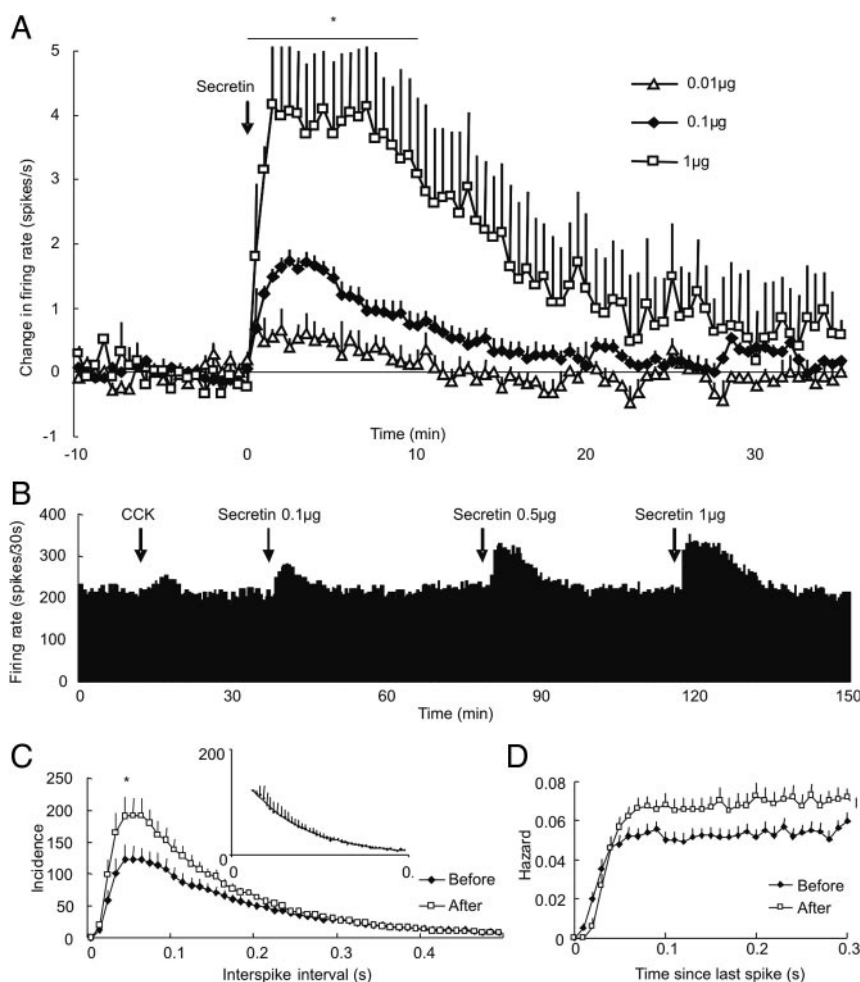 A
*
5
4
3
2
1
0
-1
Change in firing rate (spikes/s)
Secretin
0.01µg
0.1µg
1µg
Time (min)
-10
0
10
20
30
B
400
300
200
100
0
Firing rate (spikes/30s)
CCK
Secretin 0.1µg
Secretin 0.5µg
Secretin 1µg
0
30
60
90
120
150
Time (min)
C
*
250
200
150
100
50
0
Incidence
200
0
0
0.
Before
After
0
0.1
0.2
0.3
0.4
Interspike interval (s)
D
0.08
0.06
0.04
0.02
0
Hazard
Before
After
0
0.1
0.2
0.3
Time since last spike (s)